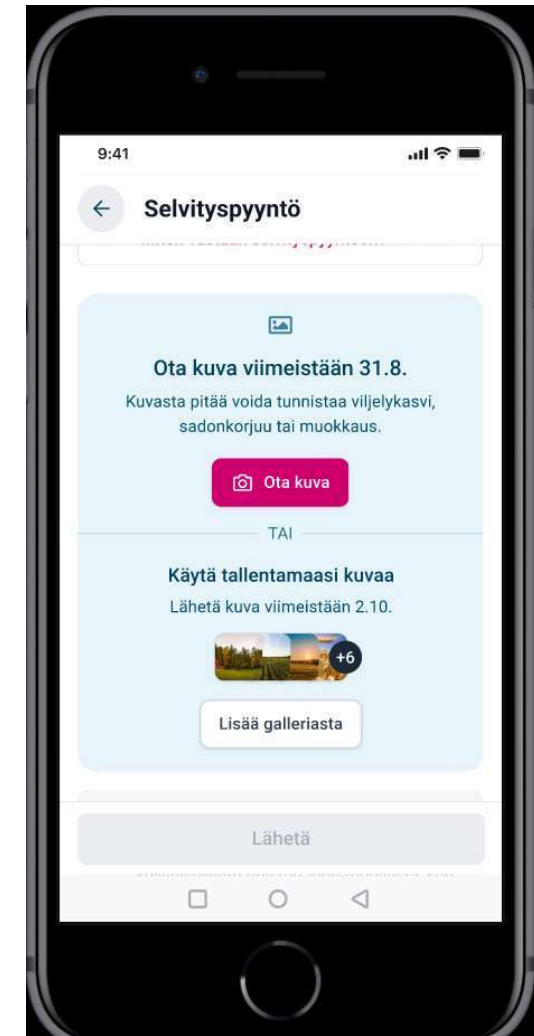 9:41
Selvityspyyntö
Ota kuva viimeistään 31.8.
Kuvasta pitää voida tunnistaa viljelykasvi,
sadonkorjuu tai muokkaus.
Ota kuva
TAI
Käytä tallentamaasi kuvaa
Lähetä kuva viimeistään 2.10.
+6
Lisää galleriasta
Lähetä